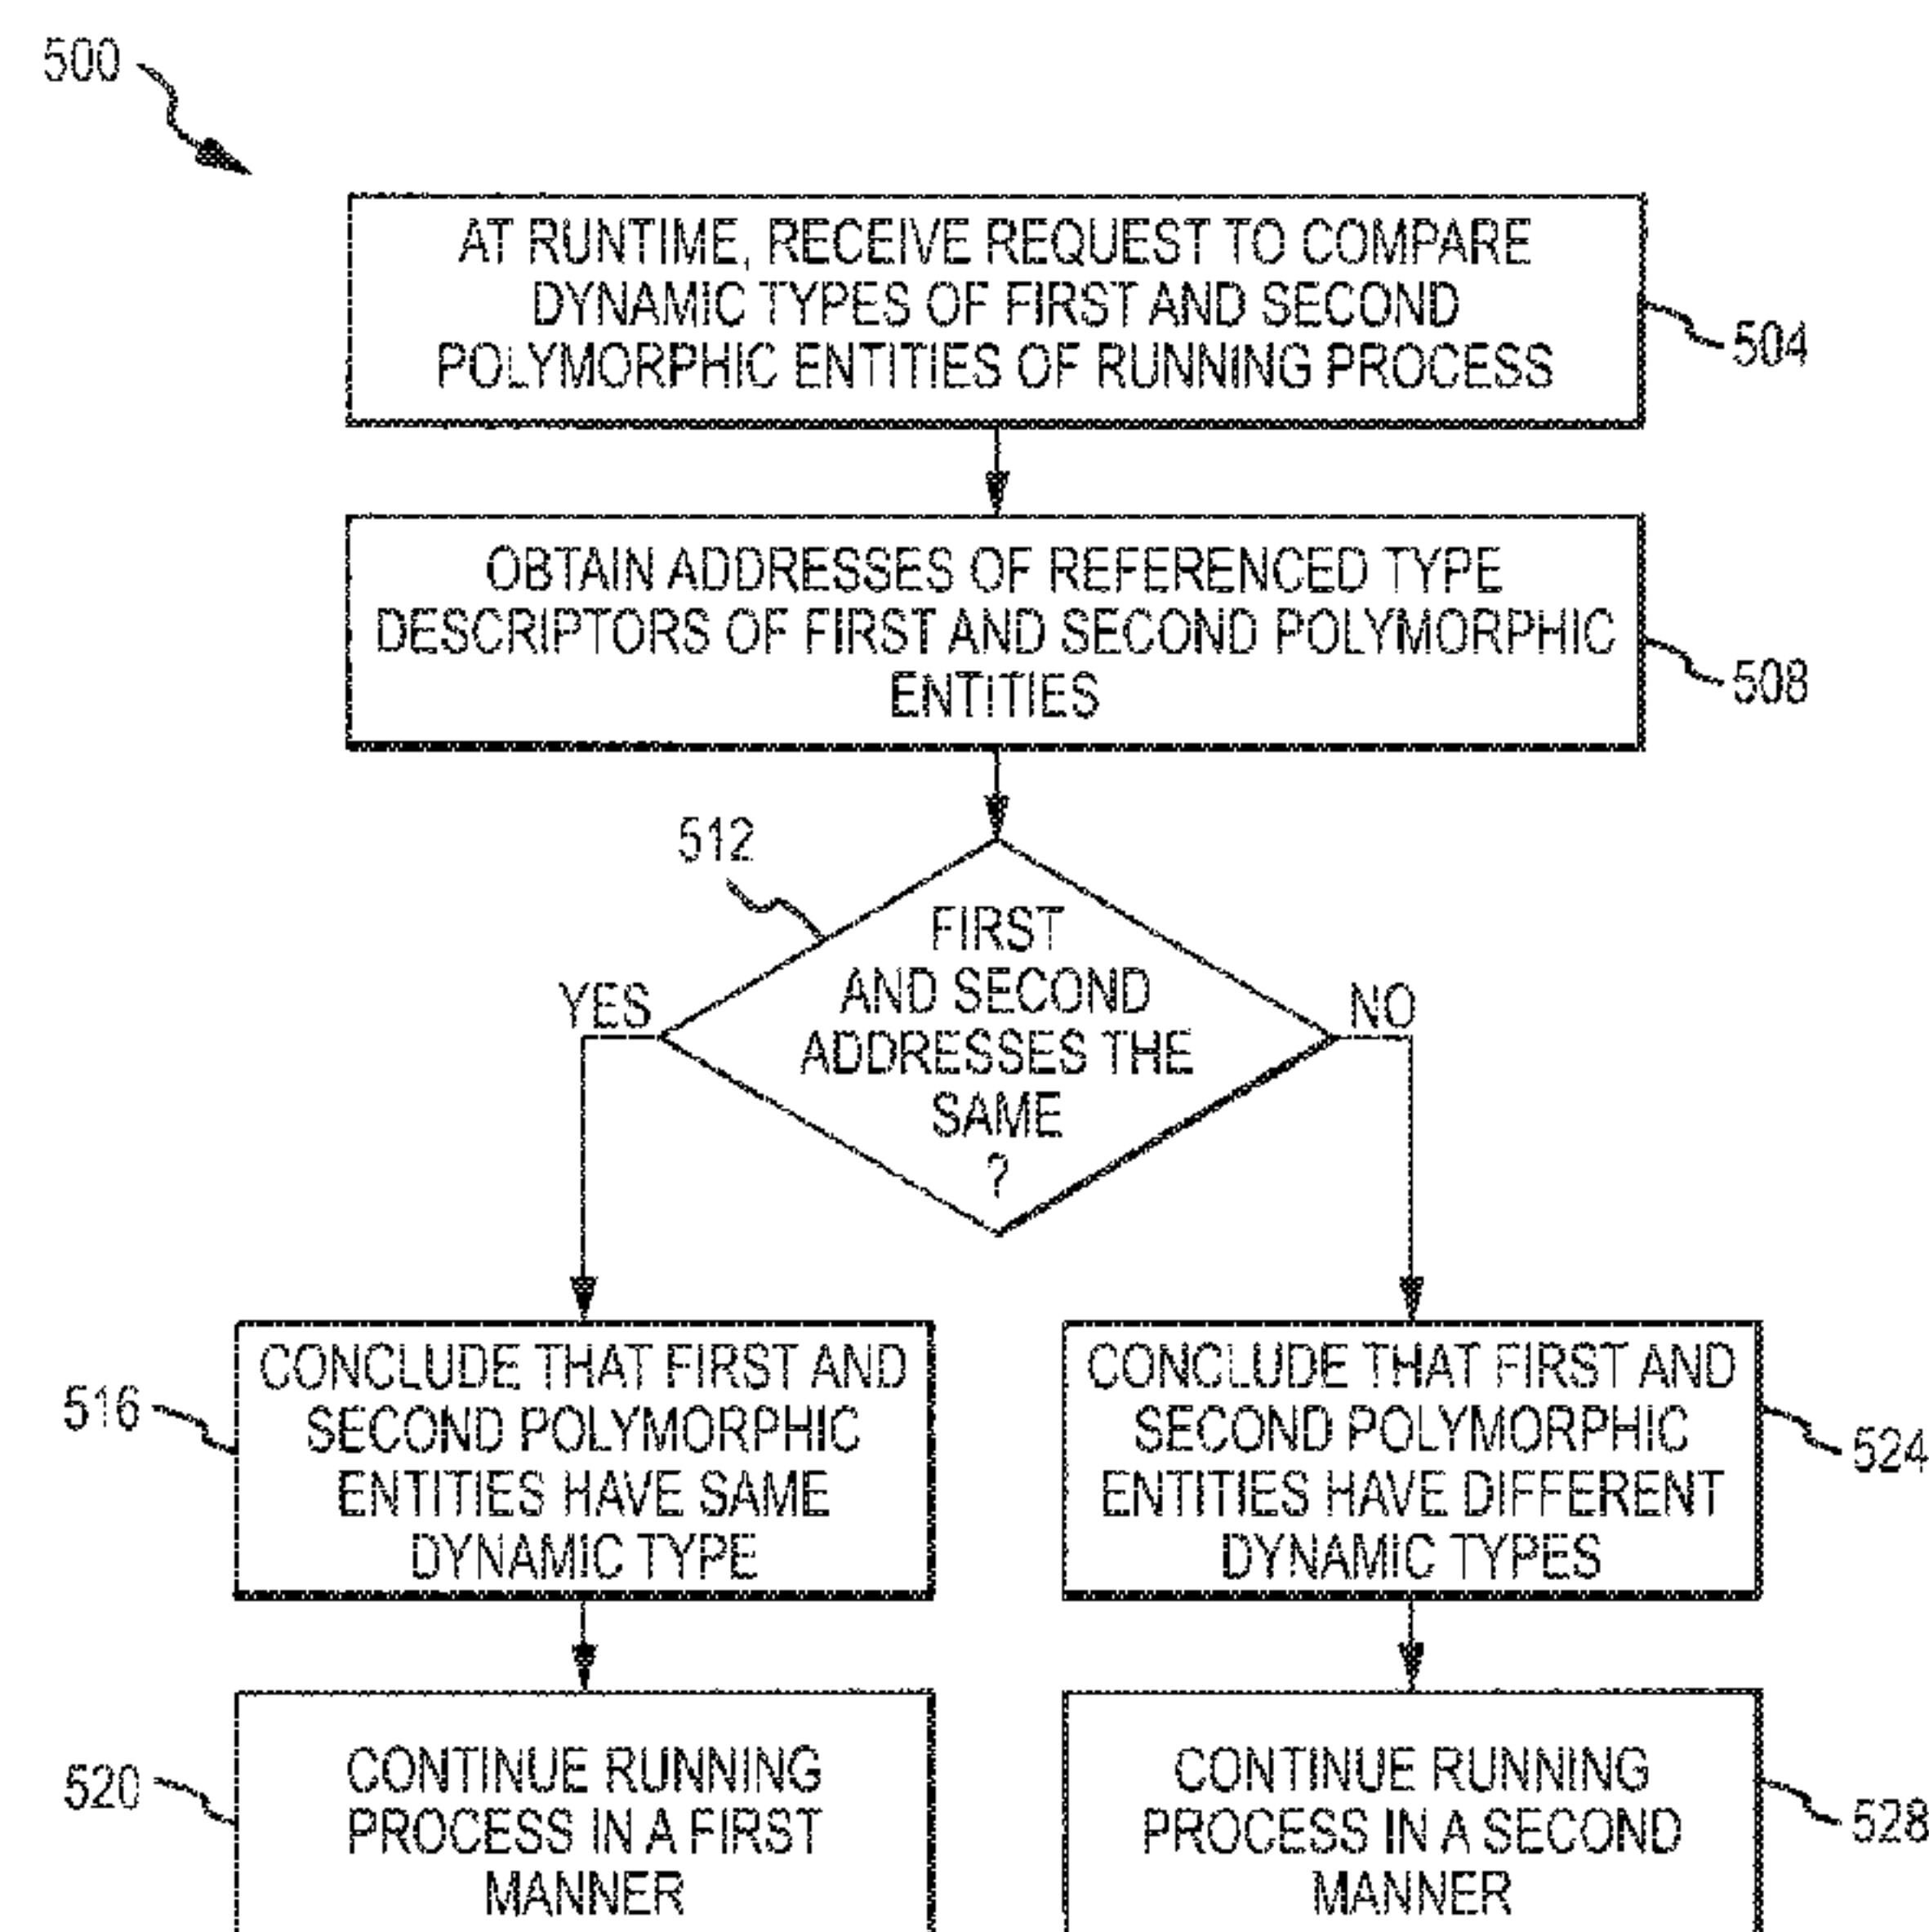 500
AT RUNTIME, RECEIVE REQUEST TO COMPARE
DYNAMIC TYPES OF FIRST AND SECOND
POLYMORPHIC ENTITIES OF RUNNING PROCESS
504
OBTAIN ADDRESSES OF REFERENCED TYPE
DESCRIPTORS OF FIRST AND SECOND POLYMORPHIC
ENTITIES
508
512
FIRST
AND SECOND
ADDRESSES THE
SAME
?
YES
NO
516
CONCLUDE THAT FIRST AND
SECOND POLYMORPHIC
ENTITIES HAVE SAME
DYNAMIC TYPE
CONCLUDE THAT FIRST AND
SECOND POLYMORPHIC
ENTITIES HAVE DIFFERENT
DYNAMIC TYPES
524
520
CONTINUE RUNNING
PROCESS IN A FIRST
MANNER
CONTINUE RUNNING
PROCESS IN A SECOND
MANNER
528